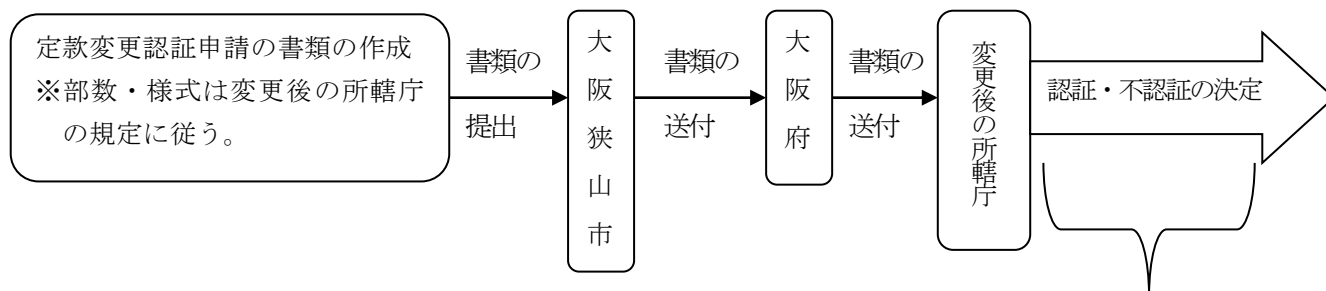 定款変更認証申請の書類の作成
※部数・様式は変更後の所轄庁
の規定に従う。
書類の
提出
大阪狭山市
書類の
送付
大阪府
書類の
送付
変更後の所轄庁
認証・不認証の決定